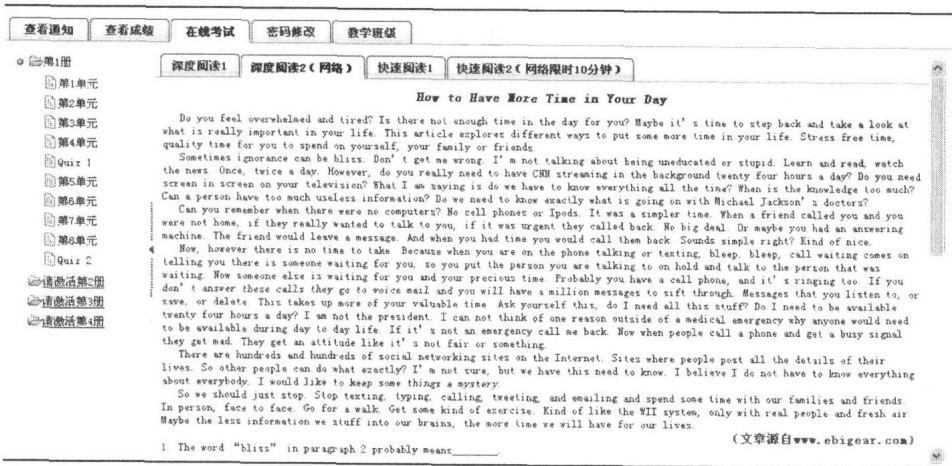 查看通知 查看成绩 在线考试 密码修改 教学班级
第1册
第1单元
第2单元
第3单元
第4单元
Quiz 1
第5单元
第6单元
第7单元
第8单元
Quiz 2
请激活第2册
请激活第3册
请激活第4册
深度阅读1 深度阅读2(网络) 快速阅读1 快速阅读2(网络限时10分钟)
How to Have More Time in Your Day
Do you feel overwhelmed and tired? Is there not enough time in the day for you? Maybe it's time to step back and take a look at
what is really important in your life. This article explores different ways to put some more time in your life. Stress free time,
quality time for you to spend on yourself, your family or friends.
Sometimes ignorance can be bliss. Don't get me wrong. I'm not talking about being uneducated or stupid. Learn and read, watch
the news. Once, twice a day. However, do you really need to have CNN streaming in the background twenty four hours a day? Do you need
screen in screen on your television? What I am saying is do we have to know everything all the time? When is the knowledge too much?
Can a person have too much useless information? Do we need to know exactly what is going on with Michael Jackson's doctors?
Can you remember when there were no computers? No cell phones or Ipods. It was a simpler time. When a friend called you and you
were not home, if they really wanted to talk to you, if it was urgent they called back. No big deal. Or maybe you had an answering
machine. The friend would leave a message. And when you had time you would call them back. Sounds simple right? Kind of nice.
Now, however there is no time to take. Because when you are on the phone talking or texting, bleep, bleep, call waiting comes on
telling you there is someone waiting for you, so you put the person you are talking to on hold and talk to the person that was
waiting. Now someone else is waiting for you and your precious time. Probably you have a cell phone, and it's ringing too. If you
don't answer these calls they go to voice mail and you will have a million messages to sift through. Messages that you listen to, or
save, or delete. This takes up more of your valuable time. Ask yourself this, do I need all this stuff? Do I need to be available
twenty four hours a day? I am not the president. I can not think of one reason outside of a medical emergency why anyone would need
to be available during day to day life. If it's not an emergency call me back. Now when people call a phone and get a busy signal
they get mad. They get an attitude like it's not fair or something.
There are hundreds and hundreds of social networking sites on the Internet. Sites where people post all the details of their
lives. So other people can do what exactly? I'm not sure, but we have this need to know. I believe I do not have to know everything
about everybody. I would like to keep some things a mystery.
So we should just stop. Stop texting, typing, calling, tweeting, and emailing and spend some time with our families and friends.
In person, face to face. Go for a walk. Get some kind of exercise. Kind of like the WII system, only with real people and fresh air
Maybe the less information we stuff into our brains, the more time we will have for our lives.
(文章源自www.ebigear.com)
1 The word "bliss" in paragraph 2 probably means______.